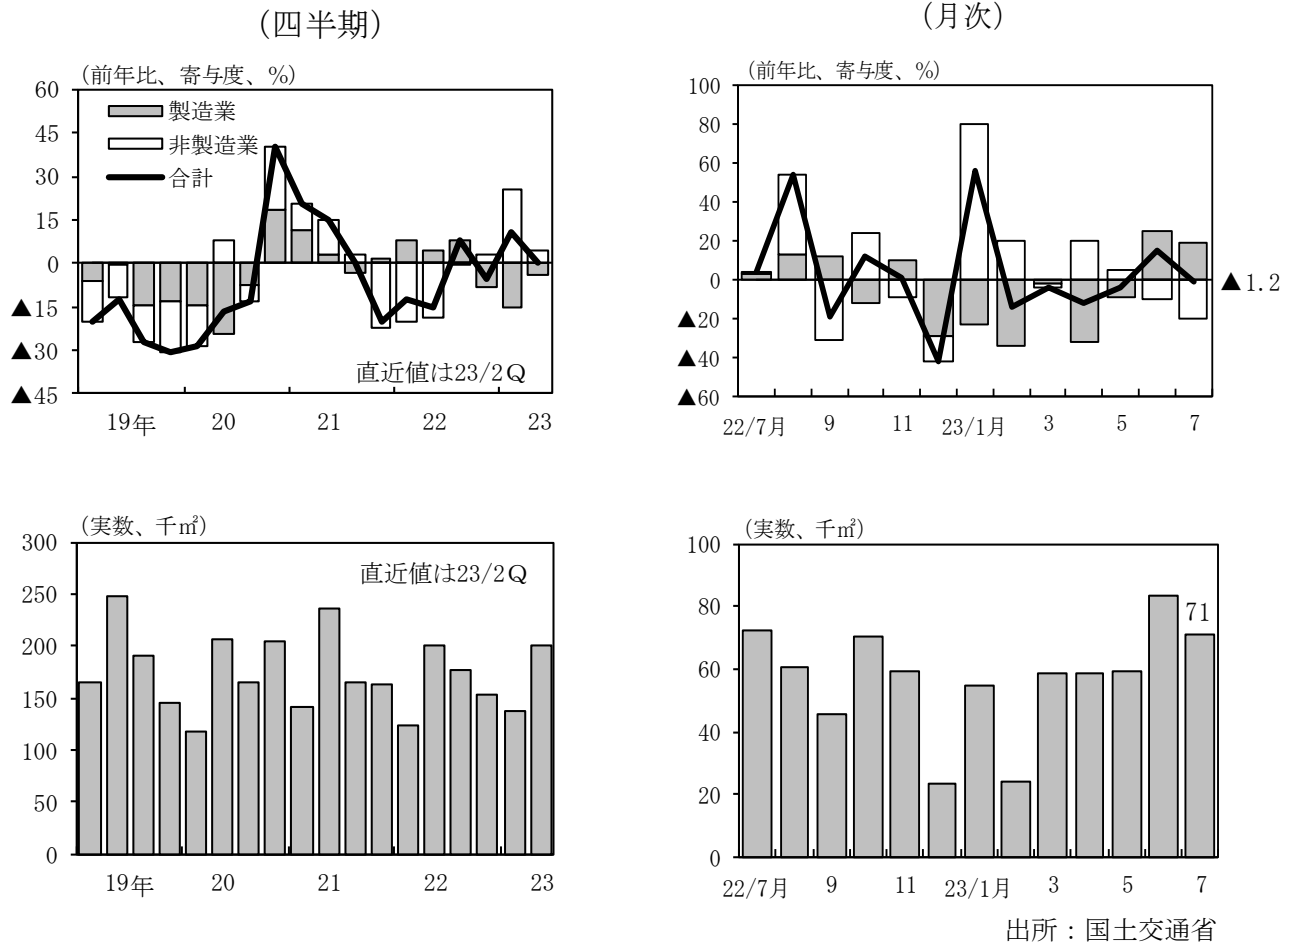 (四半期)
(月次)
(前年比、寄与度、%)
60
45
30
15
0
▲15
▲30
▲45
製造業
非製造業
合計
直近値は23/2Q
19年 20 21 22 23
(前年比、寄与度、%)
100
80
60
40
20
0
▲20
▲40
▲60
▲1.2
22/7月 9 11 23/1月 3 5 7
(実数、千㎡)
300
250
200
150
100
50
0
直近値は23/2Q
19年 20 21 22 23
(実数、千㎡)
100
80
60
40
20
0
71
22/7月 9 11 23/1月 3 5 7
出所：国土交通省